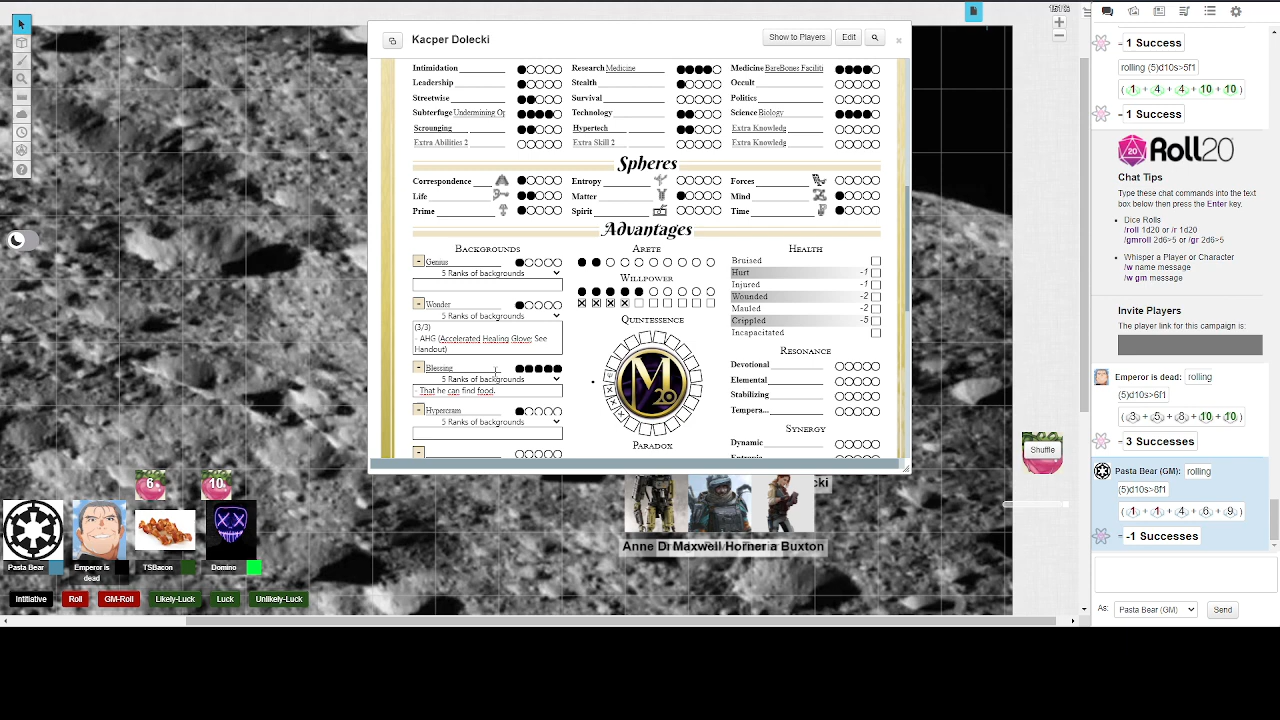 Kacper Dolecki
Show to Players
Edit
Intimidation
Research Medicine
Medicine BareBones Faciliti
Leadership
Stealth
Occult
Streetwise
Survival
Politics
Subterfuge Undermining Op
Technology
Science Biology
Scrounging
Hypertech
Extra Knowledg
Extra Abilities 2
Extra Skill 2
Extra Knowledg
Spheres
Correspondence
Entropy
Forces
Life
Matter
Mind
Prime
Spirit
Time
Advantages
BACKGROUNDS
Genius
5 Ranks of backgrounds
Wonder
5 Ranks of backgrounds
(3/3)
- AHG (Accelerated Healing Glove; See
Handout)
Blessing
5 Ranks of backgrounds
- That he can find food.
Hypercram
5 Ranks of backgrounds
ARETE
WILLPOWER
QUINTESSENCE
M
20
PARADOX
HEALTH
Bruised
Hurt -1
Injured -1
Wounded -2
Mauled -2
Crippled -5
Incapacitated
RESONANCE
Devotional
Elemental
Stabilizing
Tempera...
SYNERGY
Dynamic
cki
Anne D
Maxwell Horner
a Buxton
Shuffle
6
10
Pasta Bear
Emperor is
dead
TSBacon
Domino
Intitiative
Roll
GM-Roll
Likely-Luck
Luck
Unlikely-Luck
- 1 Success
rolling (5)d10s>5f1
(1 + 4 + 4 + 10 + 10)
- 1 Success
20
Roll20
Chat Tips
Type these chat commands into the text
box below then press the Enter key.
Dice Rolls
/roll 1d20 or /r 1d20
/gmroll 2d6>5 or /gr 2d6>5
Whisper a Player or Character
/w name message
/w gm message
Invite Players
The player link for this campaign is:
Emperor is dead: rolling
(5)d10s>6f1
(3 + 5 + 8 + 10 + 10)
- 3 Successes
Pasta Bear (GM): rolling
(5)d10s>8f1
(1 + 1 + 4 + 6 + 9)
- -1 Successes
As:
Pasta Bear (GM)
Send